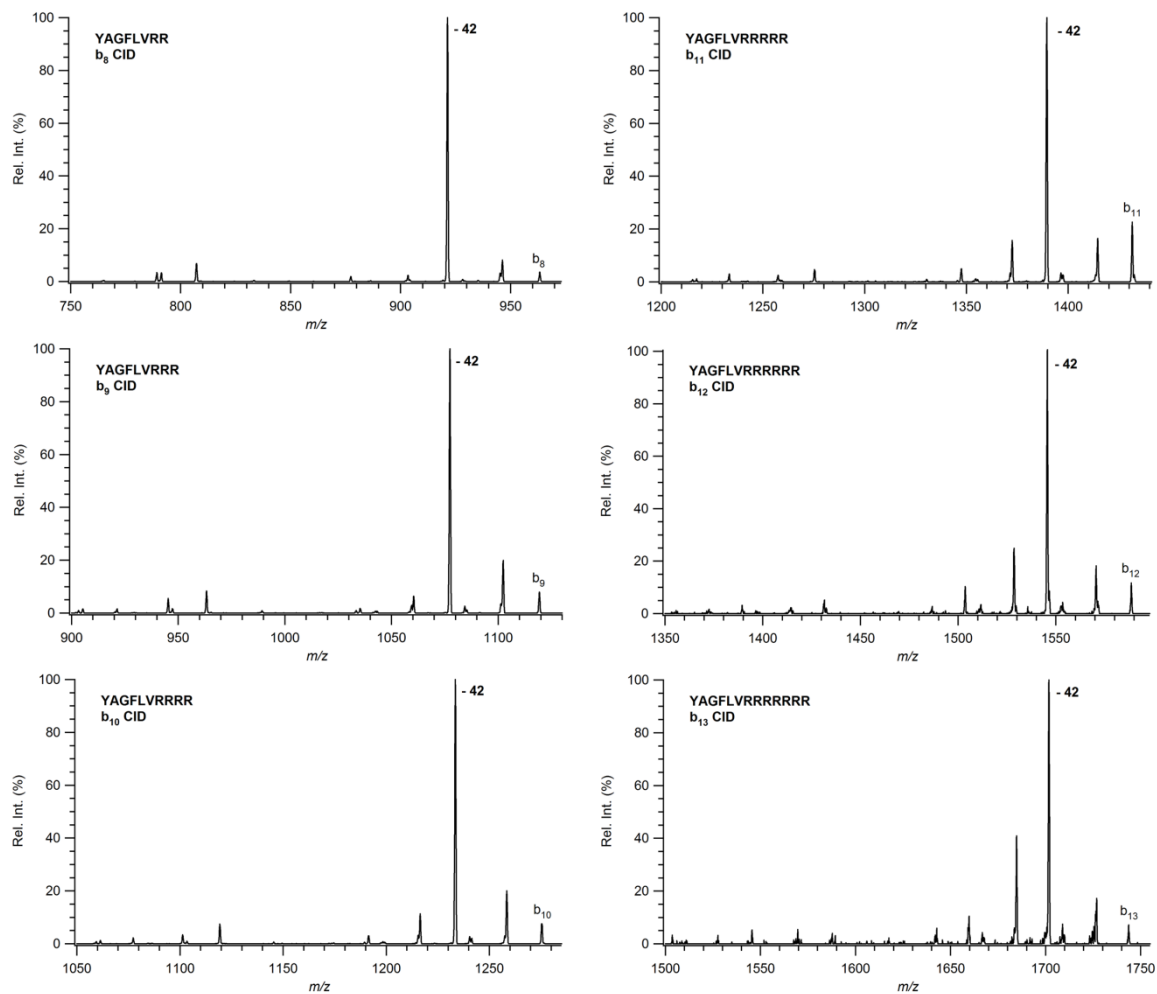 100
80
60
40
20
0
Rel. Int. (%)
YAGFLVRR
b₈ CID
- 42
b₈
750 800 850 900 950
m/z
100
80
60
40
20
0
Rel. Int. (%)
YAGFLVRRRRR
b₁₁ CID
- 42
b₁₁
1200 1250 1300 1350 1400
m/z
100
80
60
40
20
0
Rel. Int. (%)
YAGFLVRRR
b₉ CID
- 42
b₉
900 950 1000 1050 1100
m/z
100
80
60
40
20
0
Rel. Int. (%)
YAGFLVRRRRRR
b₁₂ CID
- 42
b₁₂
1350 1400 1450 1500 1550
m/z
100
80
60
40
20
0
Rel. Int. (%)
YAGFLVRRRR
b₁₀ CID
- 42
b₁₀
1050 1100 1150 1200 1250
m/z
100
80
60
40
20
0
Rel. Int. (%)
YAGFLVRRRRRRR
b₁₃ CID
- 42
b₁₃
1500 1550 1600 1650 1700 1750
m/z